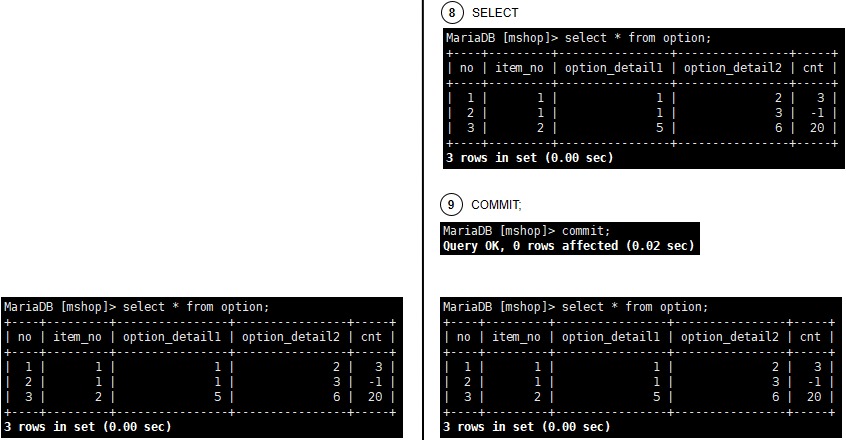 8 SELECT
MariaDB [mshop]> select * from option;
+----+---------+----------------+----------------+-----+
| no | item_no | option_detail1 | option_detail2 | cnt |
+----+---------+----------------+----------------+-----+
|  1 |       1 |              1 |              2 |   3 |
|  2 |       1 |              1 |              3 |  -1 |
|  3 |       2 |              5 |              6 |  20 |
+----+---------+----------------+----------------+-----+
3 rows in set (0.00 sec)
9 COMMIT;
MariaDB [mshop]> commit;
Query OK, 0 rows affected (0.02 sec)
MariaDB [mshop]> select * from option;
+----+---------+----------------+----------------+-----+
| no | item_no | option_detail1 | option_detail2 | cnt |
+----+---------+----------------+----------------+-----+
|  1 |       1 |              1 |              2 |   3 |
|  2 |       1 |              1 |              3 |  -1 |
|  3 |       2 |              5 |              6 |  20 |
+----+---------+----------------+----------------+-----+
3 rows in set (0.00 sec)
MariaDB [mshop]> select * from option;
+----+---------+----------------+----------------+-----+
| no | item_no | option_detail1 | option_detail2 | cnt |
+----+---------+----------------+----------------+-----+
|  1 |       1 |              1 |              2 |   3 |
|  2 |       1 |              1 |              3 |  -1 |
|  3 |       2 |              5 |              6 |  20 |
+----+---------+----------------+----------------+-----+
3 rows in set (0.00 sec)